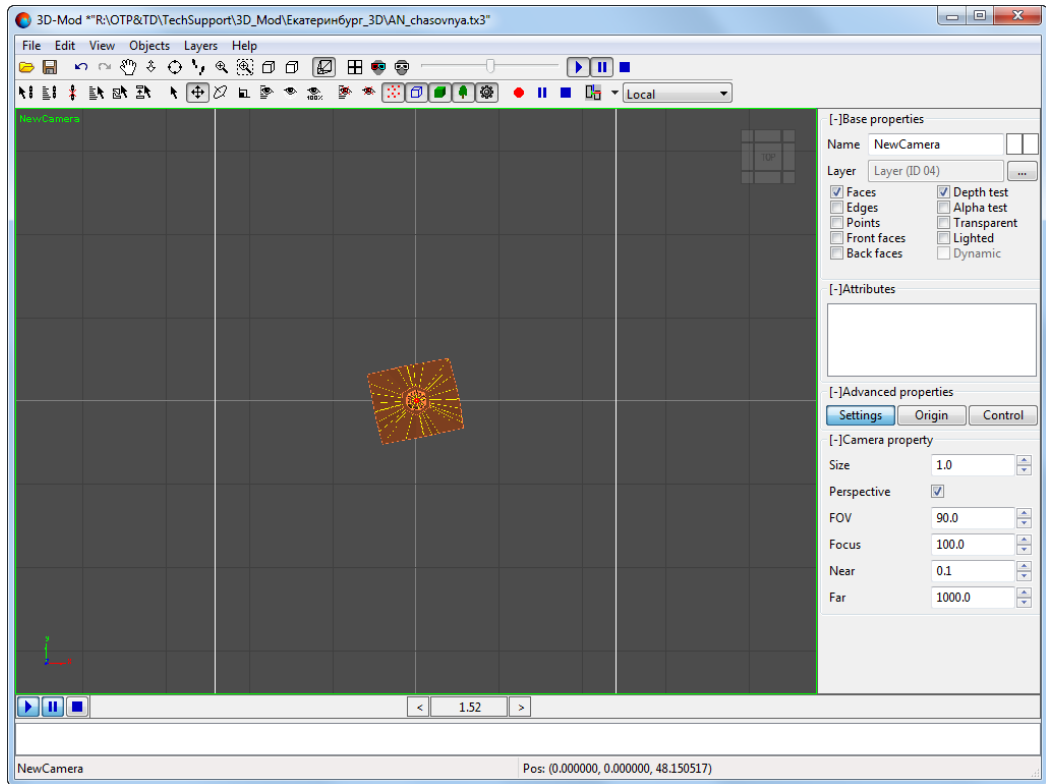 3D-Mod *"R:\OTP&TD\TechSupport\3D_Mod\Екатеринбург_3D\AN_chasovnya.tx3"
File Edit View Objects Layers Help
100%
Local
NewCamera
TOP
[-]Base properties
Name NewCamera
Layer Layer (ID 04) ...
Faces Depth test
Edges Alpha test
Points Transparent
Front faces Lighted
Back faces Dynamic
[-]Attributes
[-]Advanced properties
Settings Origin Control
[-]Camera property
Size 1.0
Perspective
FOV 90.0
Focus 100.0
Near 0.1
Far 1000.0
y
< 1.52 >
NewCamera Pos: (0.000000, 0.000000, 48.150517)